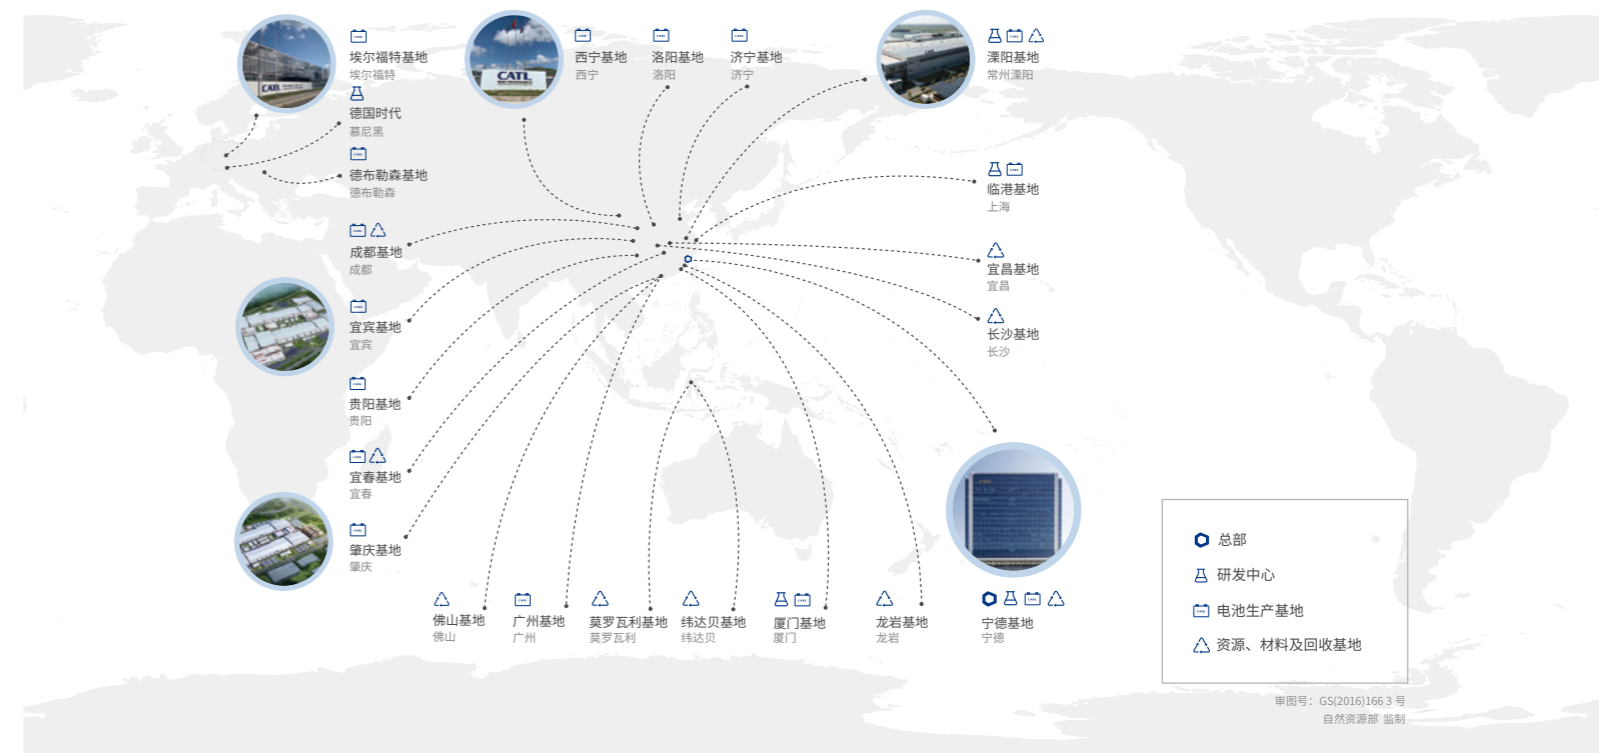 埃尔福特基地
埃尔福特
德国时代
慕尼黑
德布勒森基地
德布勒森
成都基地
成都
宜宾基地
宜宾
贵阳基地
贵阳
宜春基地
宜春
肇庆基地
肇庆
CATL
CATL
西宁基地
西宁
洛阳基地
洛阳
济宁基地
济宁
溧阳基地
常州溧阳
临港基地
上海
宜昌基地
宜昌
长沙基地
长沙
佛山基地
佛山
广州基地
广州
莫罗瓦利基地
莫罗瓦利
纬达贝基地
纬达贝
厦门基地
厦门
龙岩基地
龙岩
宁德基地
宁德
总部
研发中心
电池生产基地
资源、材料及回收基地
审图号：GS(2016)166 3 号
自然资源部 监制